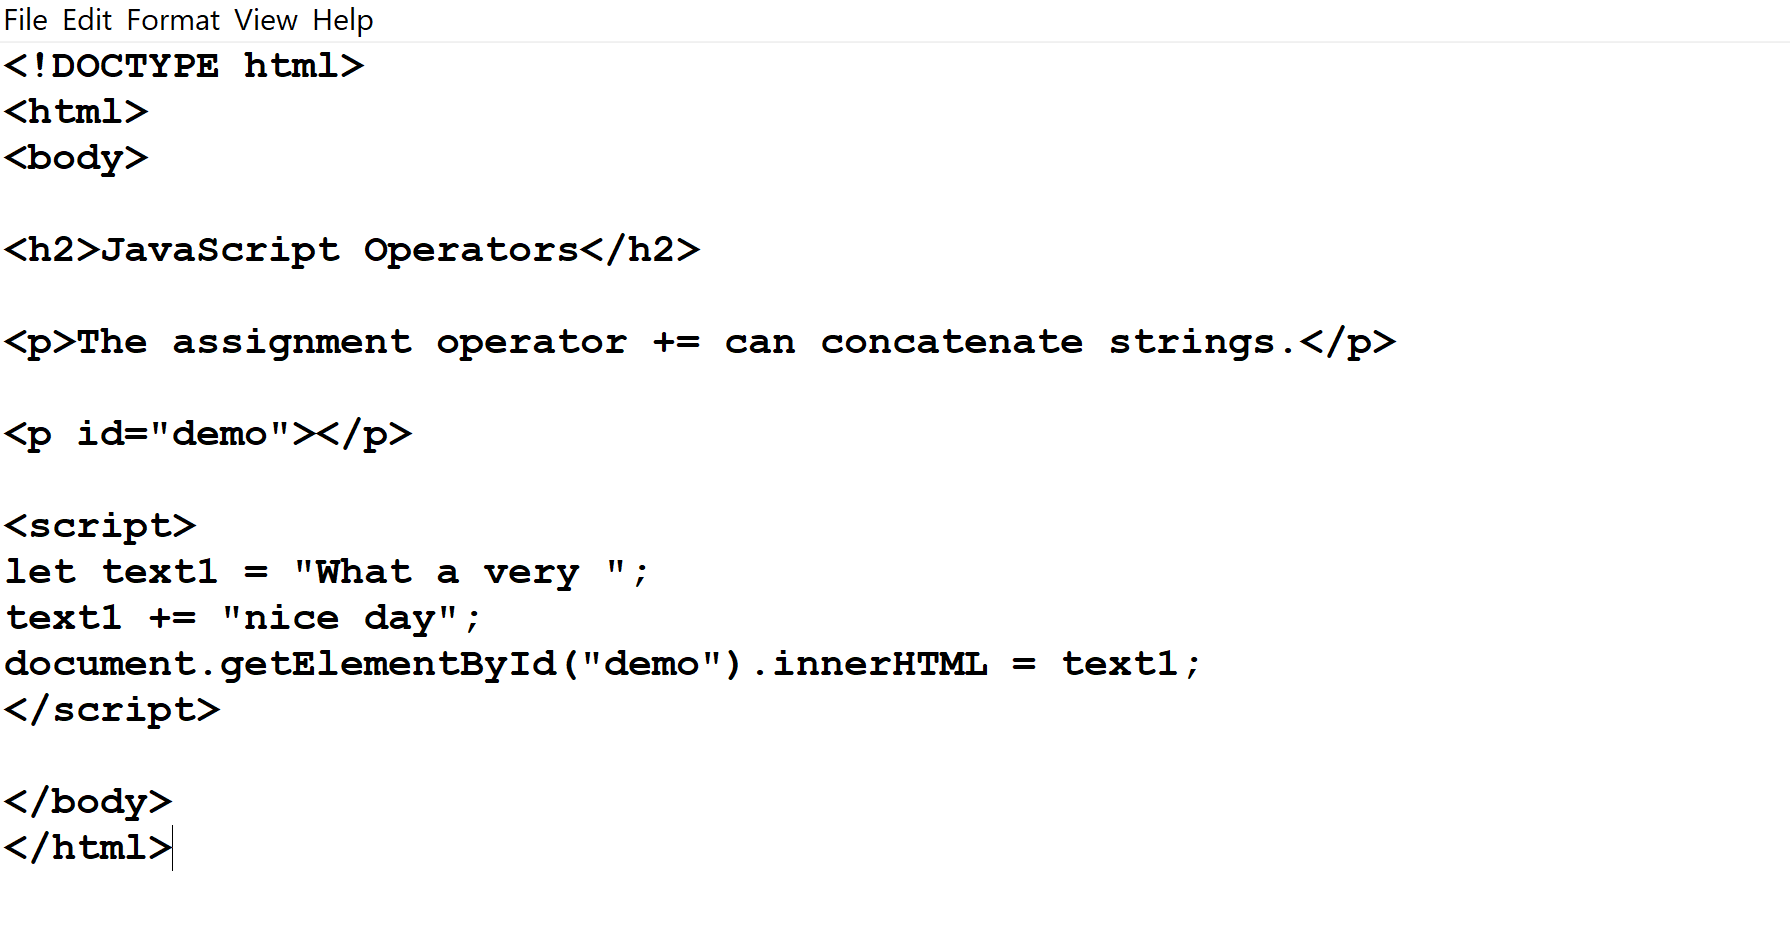 File Edit Format View Help
<!DOCTYPE html>
<html>
<body>
<h2>JavaScript Operators</h2>
<p>The assignment operator += can concatenate strings.</p>
<p id="demo"></p>
<script>
let text1 = "What a very ";
text1 += "nice day";
document.getElementById("demo").innerHTML = text1;
</script>
</body>
</html>